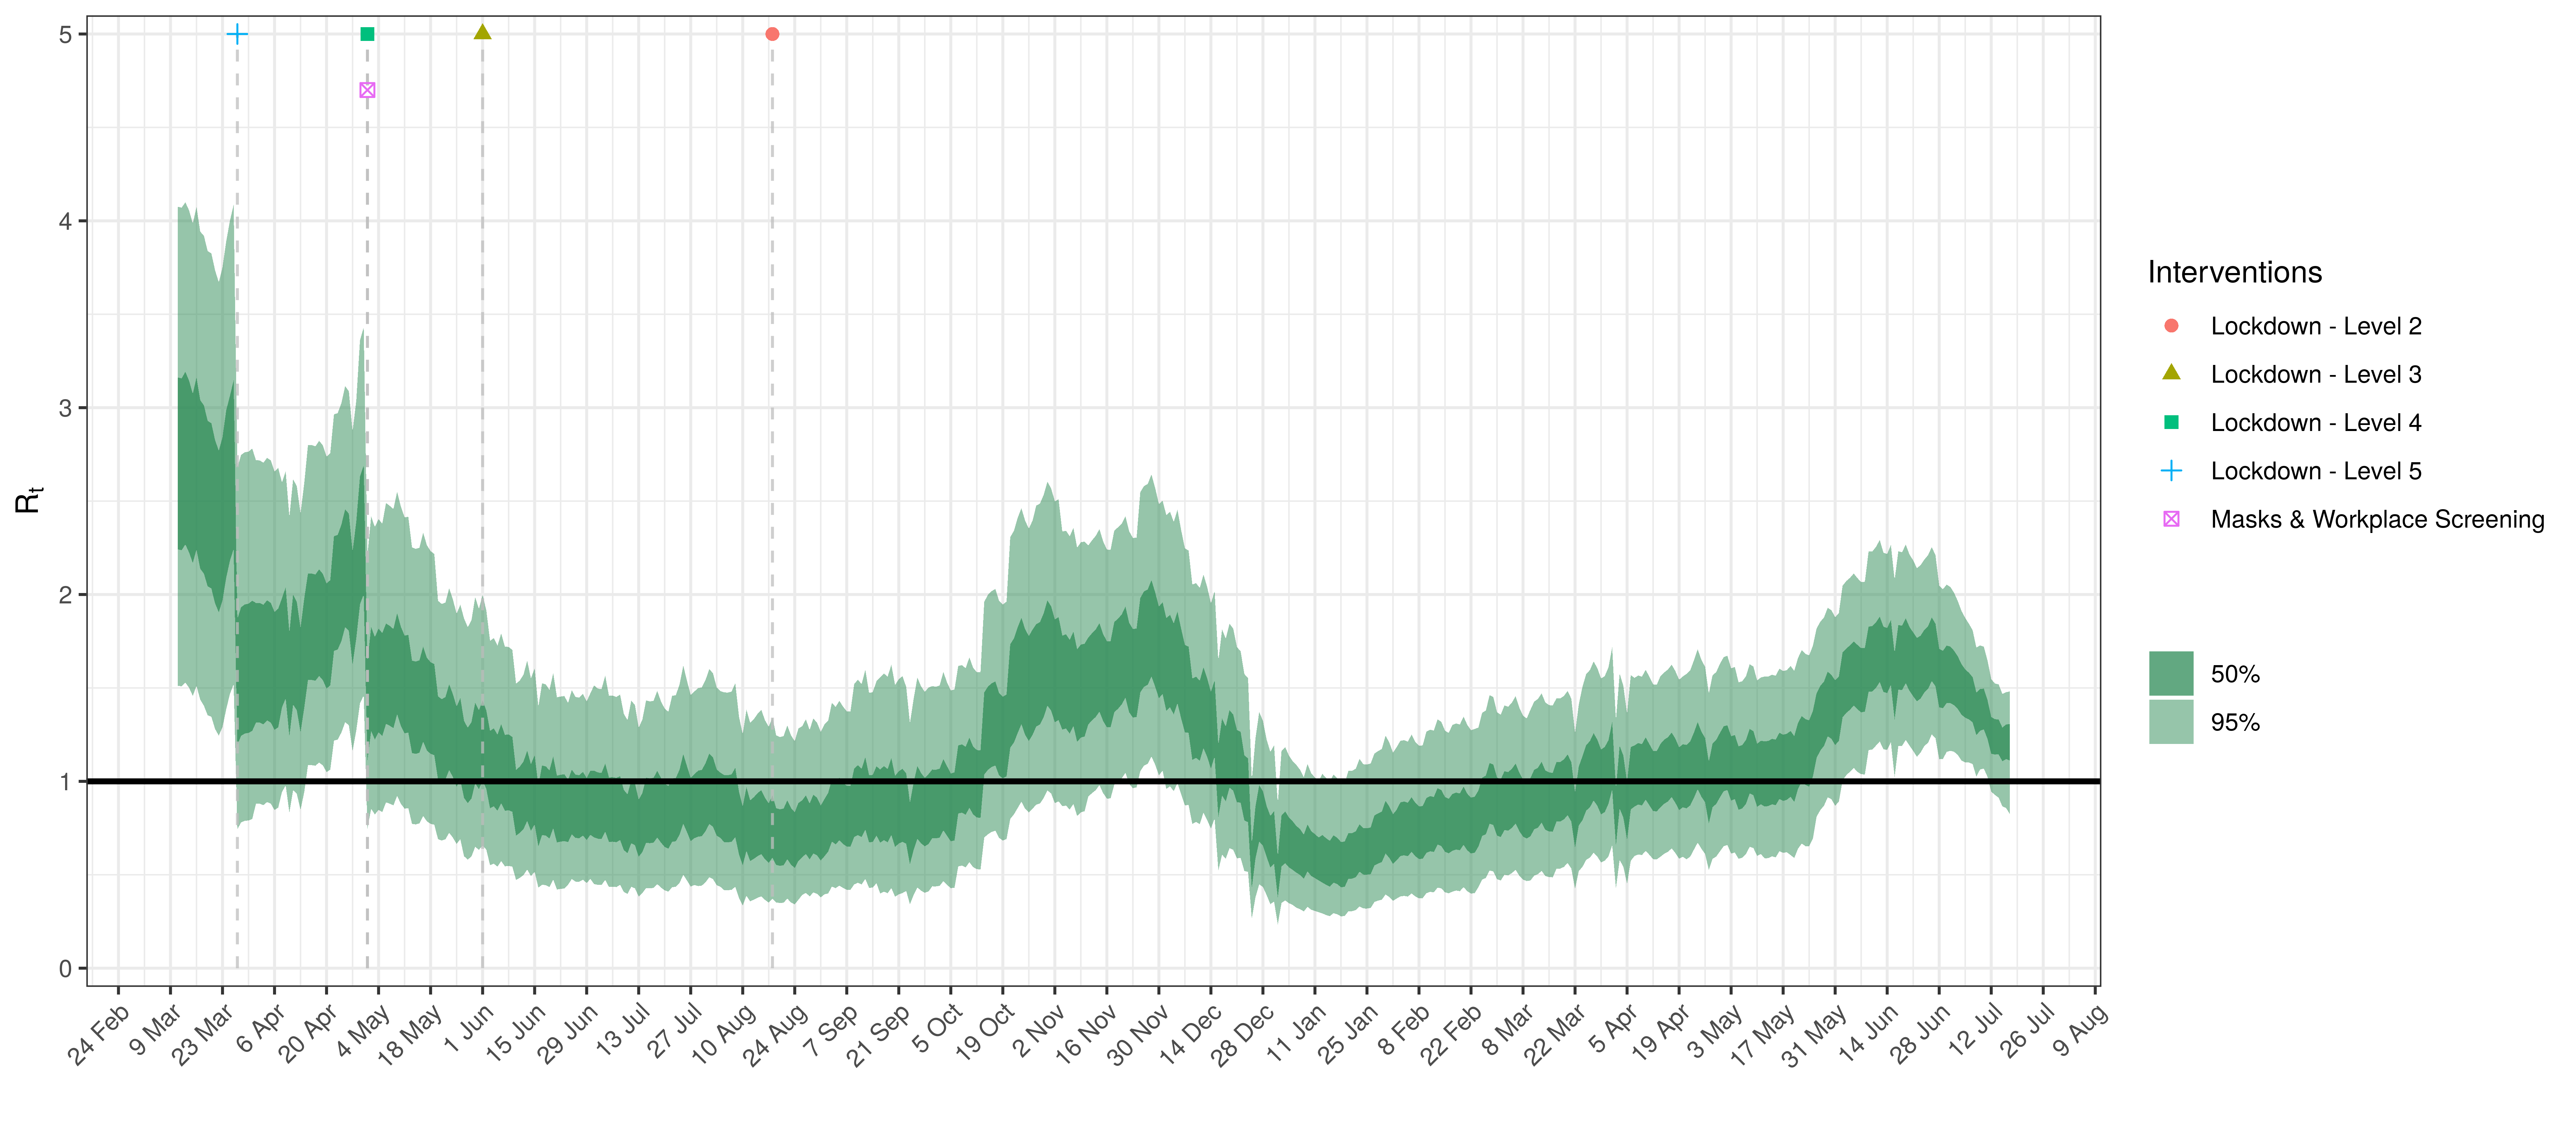 5
4
3
2
1
0
Rt
24 Feb
9 Mar
23 Mar
6 Apr
20 Apr
4 May
18 May
1 Jun
15 Jun
29 Jun
13 Jul
27 Jul
10 Aug
24 Aug
7 Sep
21 Sep
5 Oct
19 Oct
2 Nov
16 Nov
30 Nov
14 Dec
28 Dec
11 Jan
25 Jan
8 Feb
22 Feb
8 Mar
22 Mar
5 Apr
19 Apr
3 May
17 May
31 May
14 Jun
28 Jun
12 Jul
26 Jul
9 Aug
Interventions
Lockdown - Level 2
Lockdown - Level 3
Lockdown - Level 4
Lockdown - Level 5
Masks & Workplace Screening
50%
95%